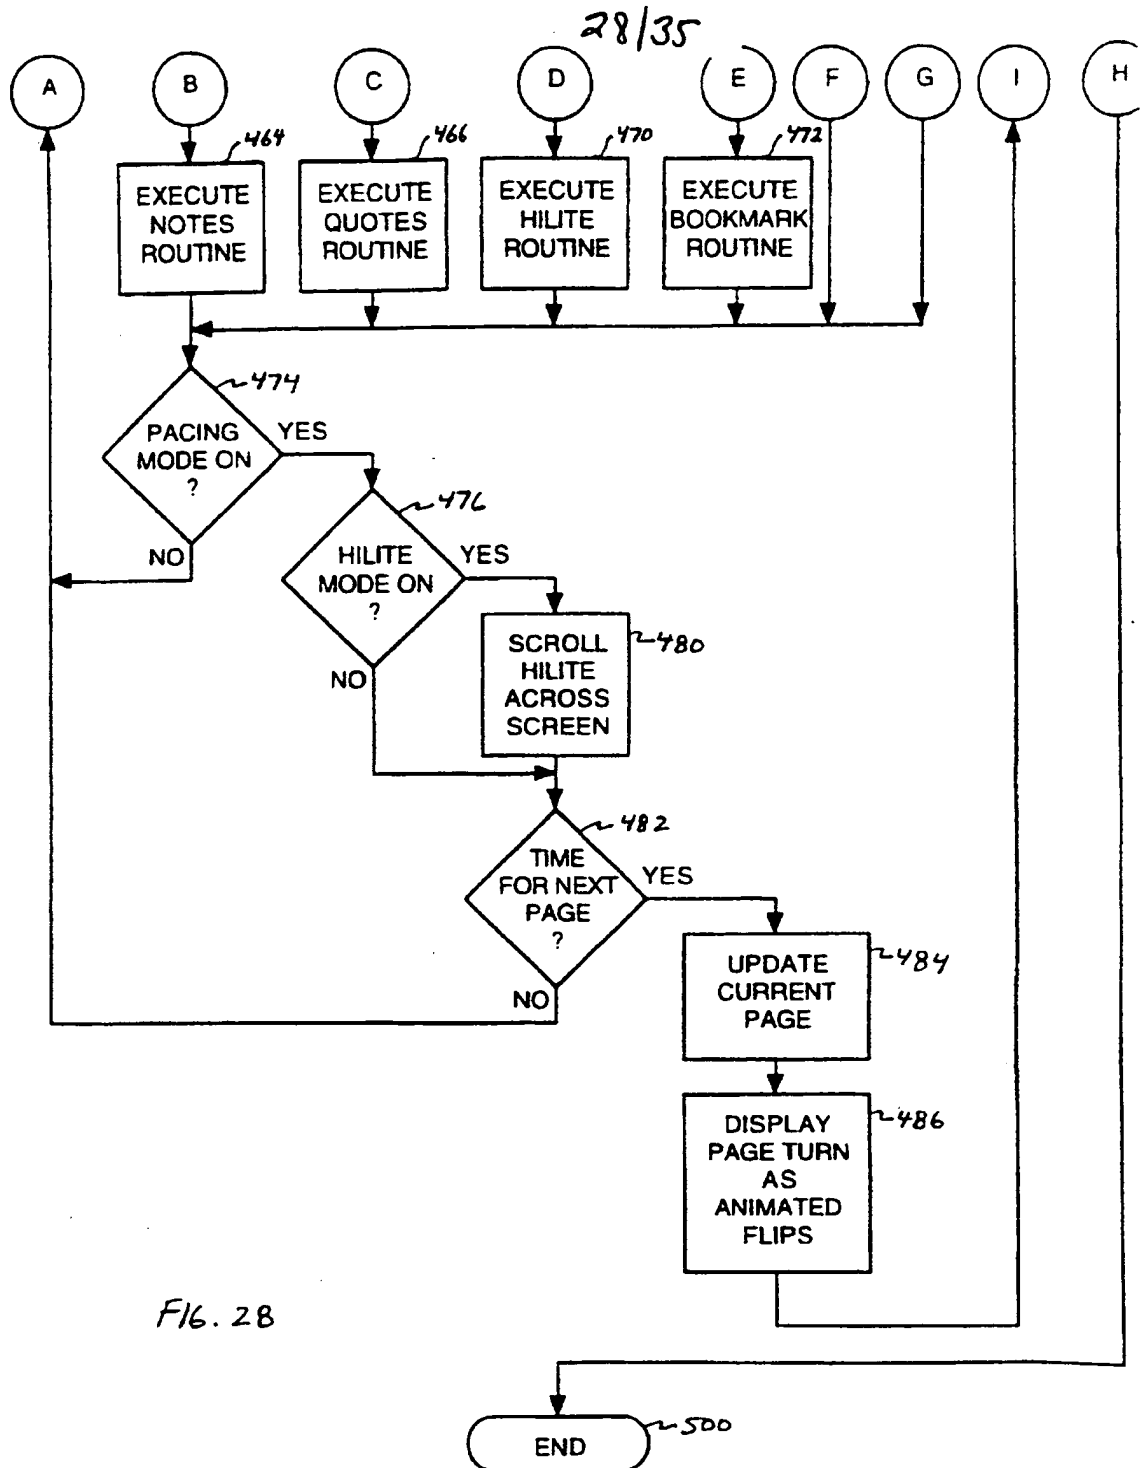 28/35
A
B
C
D
E
F
G
I
H
464
466
470
472
EXECUTE
NOTES
ROUTINE
EXECUTE
QUOTES
ROUTINE
EXECUTE
HILITE
ROUTINE
EXECUTE
BOOKMARK
ROUTINE
474
PACING
MODE ON
?
YES
NO
476
HILITE
MODE ON
?
YES
NO
480
SCROLL
HILITE
ACROSS
SCREEN
482
TIME
FOR NEXT
PAGE
?
YES
NO
484
UPDATE
CURRENT
PAGE
486
DISPLAY
PAGE TURN
AS
ANIMATED
FLIPS
FIG. 28
500
END